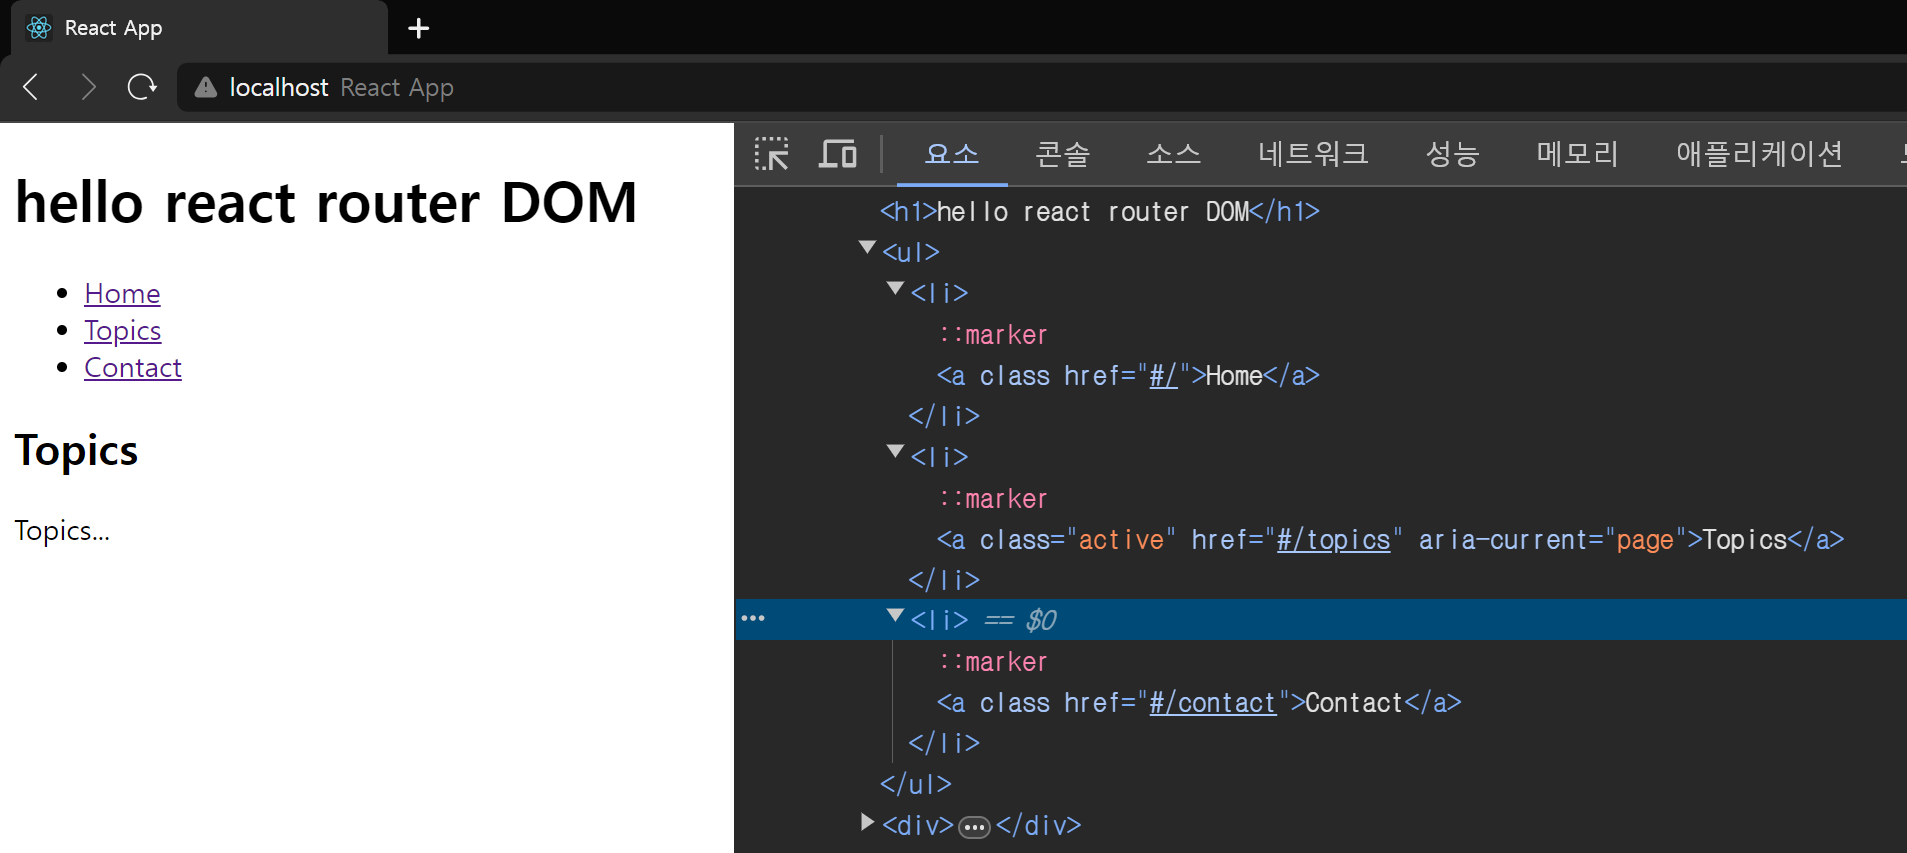 React App
localhost React App
hello react router DOM
Home
Topics
Contact
Topics
Topics...
요소 콘솔 소스 네트워크 성능 메모리 애플리케이션
<h1>hello react router DOM</h1>
<ul>
<li>
::marker
<a class href="#/">Home</a>
</li>
<li>
::marker
<a class="active" href="#/topics" aria-current="page">Topics</a>
</li>
<li> == $0
::marker
<a class href="#/contact">Contact</a>
</li>
</ul>
<div>…</div>